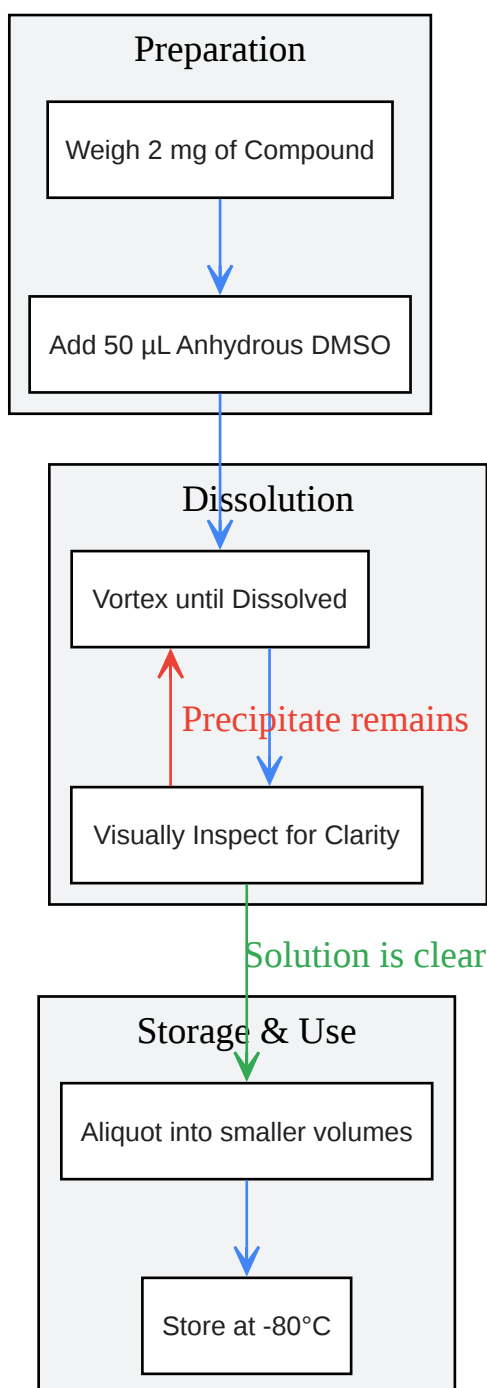 Preparation
Weigh 2 mg of Compound
Add 50 µL Anhydrous DMSO
Dissolution
Vortex until Dissolved
Precipitate remains
Visually Inspect for Clarity
Solution is clear
Storage & Use
Aliquot into smaller volumes
Store at -80°C